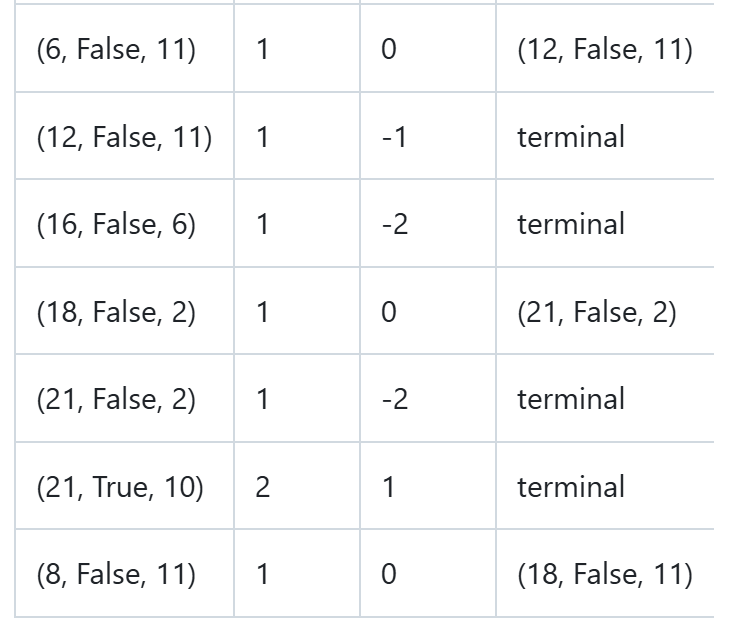 (6, False, 11) 1 0 (12, False, 11)
(12, False, 11) 1 -1 terminal
(16, False, 6) 1 -2 terminal
(18, False, 2) 1 0 (21, False, 2)
(21, False, 2) 1 -2 terminal
(21, True, 10) 2 1 terminal
(8, False, 11) 1 0 (18, False, 11)